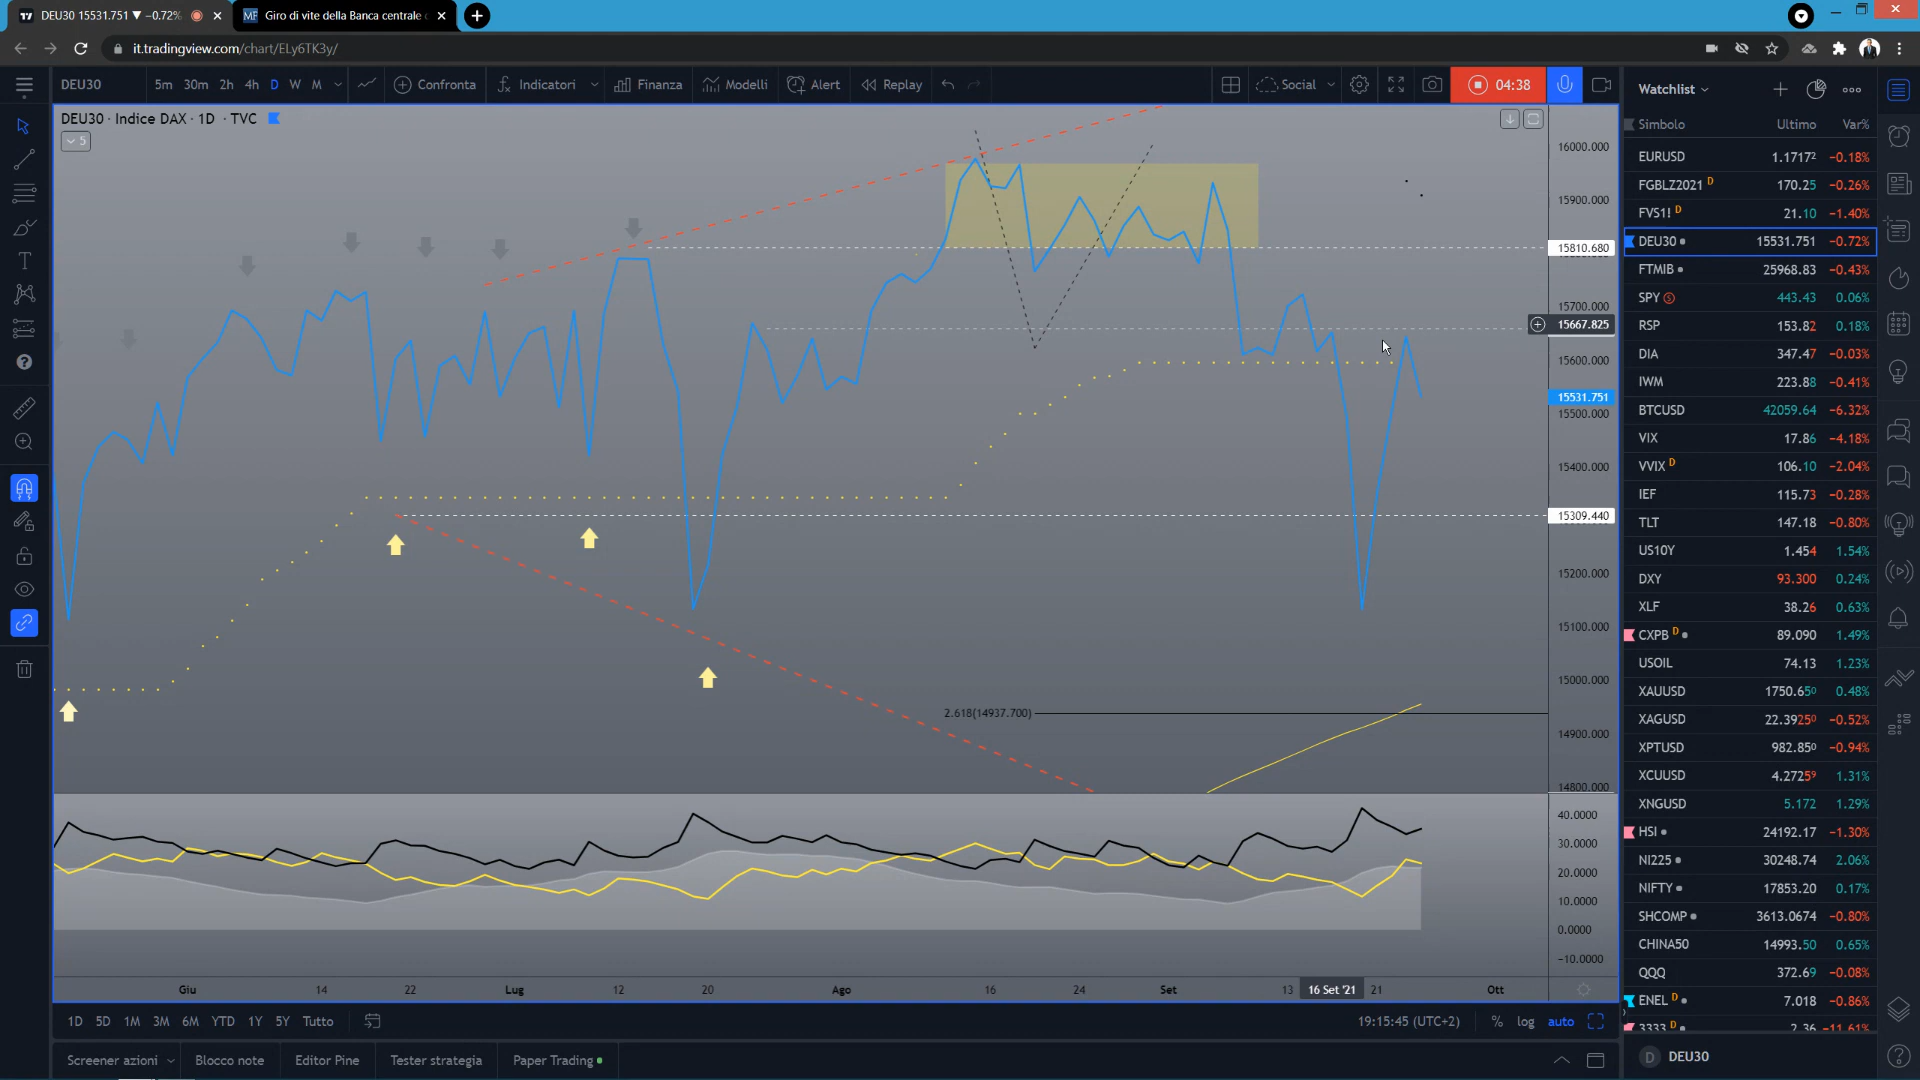 DEU30 15531.751 ▼ −0.72%
Giro di vite della Banca centrale
it.tradingview.com/chart/ELy6TK3y/
DEU30 5m 30m 2h 4h D W M Confronta Indicatori Finanza Modelli Alert Replay Social 04:38
DEU30 · Indice DAX · 1D · TVC
5
16000.000
15900.000
15810.680
15700.000
15667.825
15600.000
15531.751
15500.000
15400.000
15309.440
15200.000
15100.000
15000.000
2.618(14937.700)
14900.000
14800.000
40.0000
30.0000
20.0000
10.0000
0.0000
−10.0000
Giu 14 22 Lug 12 20 Ago 16 24 Set 13 16 Set '21 21 Ott
1D 5D 1M 3M 6M YTD 1Y 5Y Tutto 19:15:45 (UTC+2) % log auto
Screener azioni Blocco note Editor Pine Tester strategia Paper Trading
Watchlist
Simbolo Ultimo Var%
EURUSD 1.1717² −0.18%
FGBLZ2021 D 170.25 −0.26%
FVS1! D 21.10 −1.40%
DEU30 15531.751 −0.72%
FTMIB 25968.83 −0.43%
SPY 443.43 0.06%
RSP 153.82 0.18%
DIA 347.47 −0.03%
IWM 223.88 −0.41%
BTCUSD 42059.64 −6.32%
VIX 17.86 −4.18%
VVIX D 106.10 −2.04%
IEF 115.73 −0.28%
TLT 147.18 −0.80%
US10Y 1.454 1.54%
DXY 93.300 0.24%
XLF 38.26 0.63%
CXPB D 89.090 1.49%
USOIL 74.13 1.23%
XAUUSD 1750.65⁰ 0.48%
XAGUSD 22.3925⁰ −0.52%
XPTUSD 982.85⁰ −0.94%
XCUUSD 4.2725⁹ 1.31%
XNGUSD 5.172 1.29%
HSI 24192.17 −1.30%
NI225 30248.74 2.06%
NIFTY 17853.20 0.17%
SHCOMP 3613.0674 −0.80%
CHINA50 14993.50 0.65%
QQQ 372.69 −0.08%
ENEL D 7.018 −0.86%
3333 D 2.36 −11.61%
D DEU30